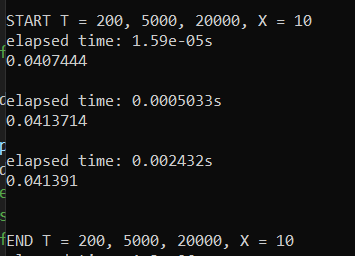 START T = 200, 5000, 20000, X = 10
elapsed time: 1.59e-05s
0.0407444
elapsed time: 0.0005033s
0.0413714
elapsed time: 0.002432s
0.041391
END T = 200, 5000, 20000, X = 10